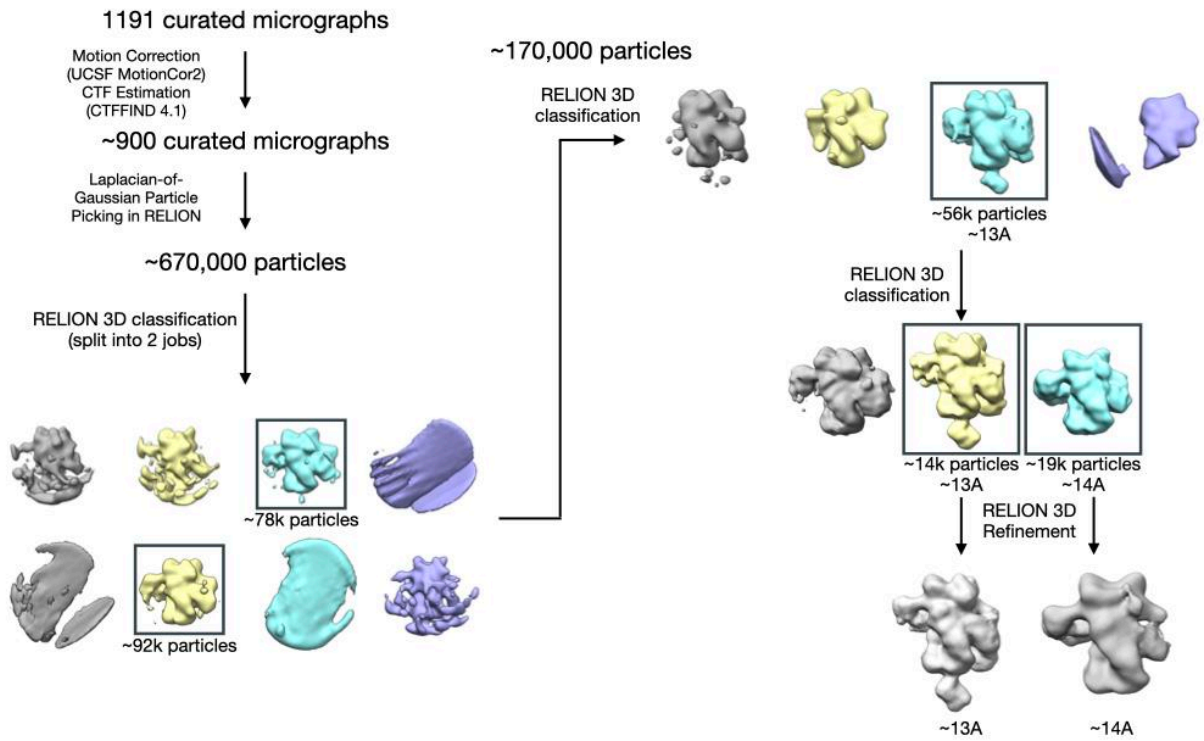 1191 curated micrographs
Motion Correction
(UCSF MotionCor2)
CTF Estimation
(CTFFIND 4.1)
~900 curated micrographs
Laplacian-of-
Gaussian Particle
Picking in RELION
~670,000 particles
RELION 3D classification
(split into 2 jobs)
~78k particles
~92k particles
~170,000 particles
RELION 3D
classification
~56k particles
~13A
RELION 3D
classification
~14k particles
~13A
~19k particles
~14A
RELION 3D
Refinement
~13A
~14A